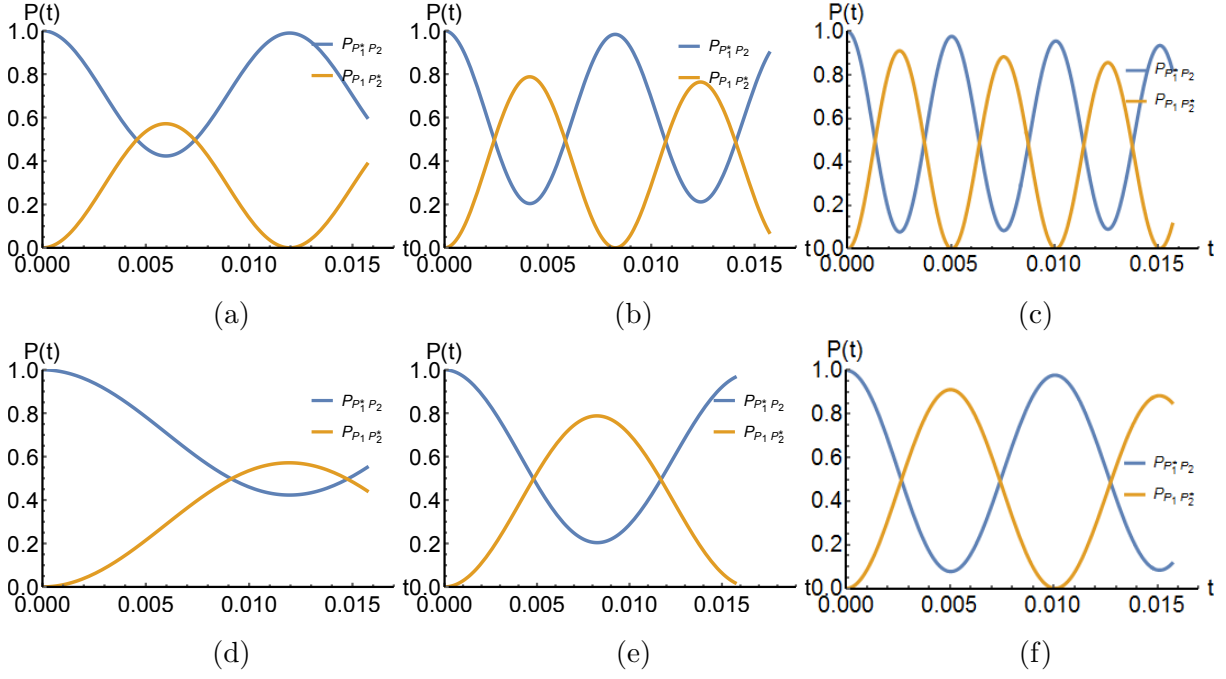 P(t) P(t) P(t)
1.0 1.0 1.0
P_{P_1^* P_2} P_{P_1^* P_2} P_{P_1^* P_2}
0.8 0.8 0.8
P_{P_1 P_2^*} P_{P_1 P_2^*} P_{P_1 P_2^*}
0.6 0.6 0.6
0.4 0.4 0.4
0.2 0.2 0.2
0.0 t 0.0 t 0.0 t
0.000 0.005 0.010 0.015 0.000 0.005 0.010 0.015 0.000 0.005 0.010 0.015
(a) (b) (c)
P(t) P(t) P(t)
1.0 1.0 1.0
P_{P_1^* P_2} P_{P_1^* P_2}
0.8 0.8 0.8
P_{P_1 P_2^*} P_{P_1 P_2^*}
0.6 0.6 0.6
P_{P_1^* P_2}
0.4 0.4 0.4
P_{P_1 P_2^*}
0.2 0.2 0.2
0.0 t 0.0 t 0.0 t
0.000 0.005 0.010 0.015 0.000 0.005 0.010 0.015 0.000 0.005 0.010 0.015
(d) (e) (f)